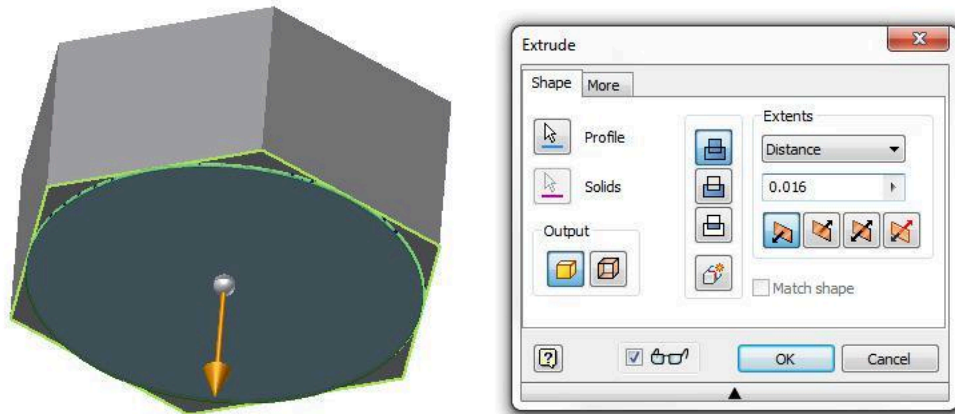 Extrude
Shape
More
Profile
Solids
Output
Extents
Distance
0.016
Match shape
OK
Cancel